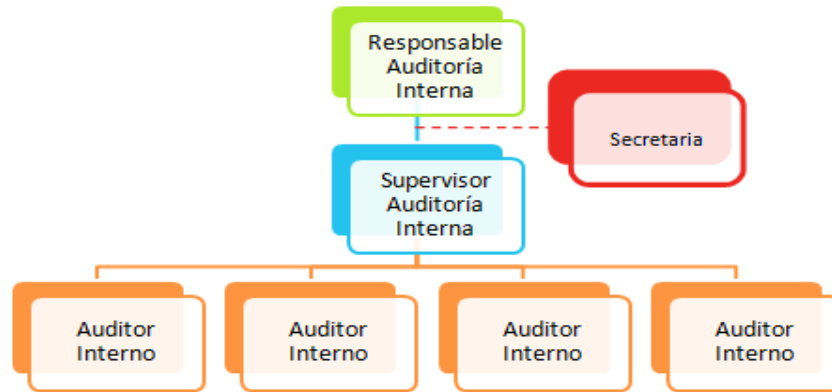 Responsable
Auditoría
Interna
Secretaria
Supervisor
Auditoría
Interna
Auditor
Interno
Auditor
Interno
Auditor
Interno
Auditor
Interno